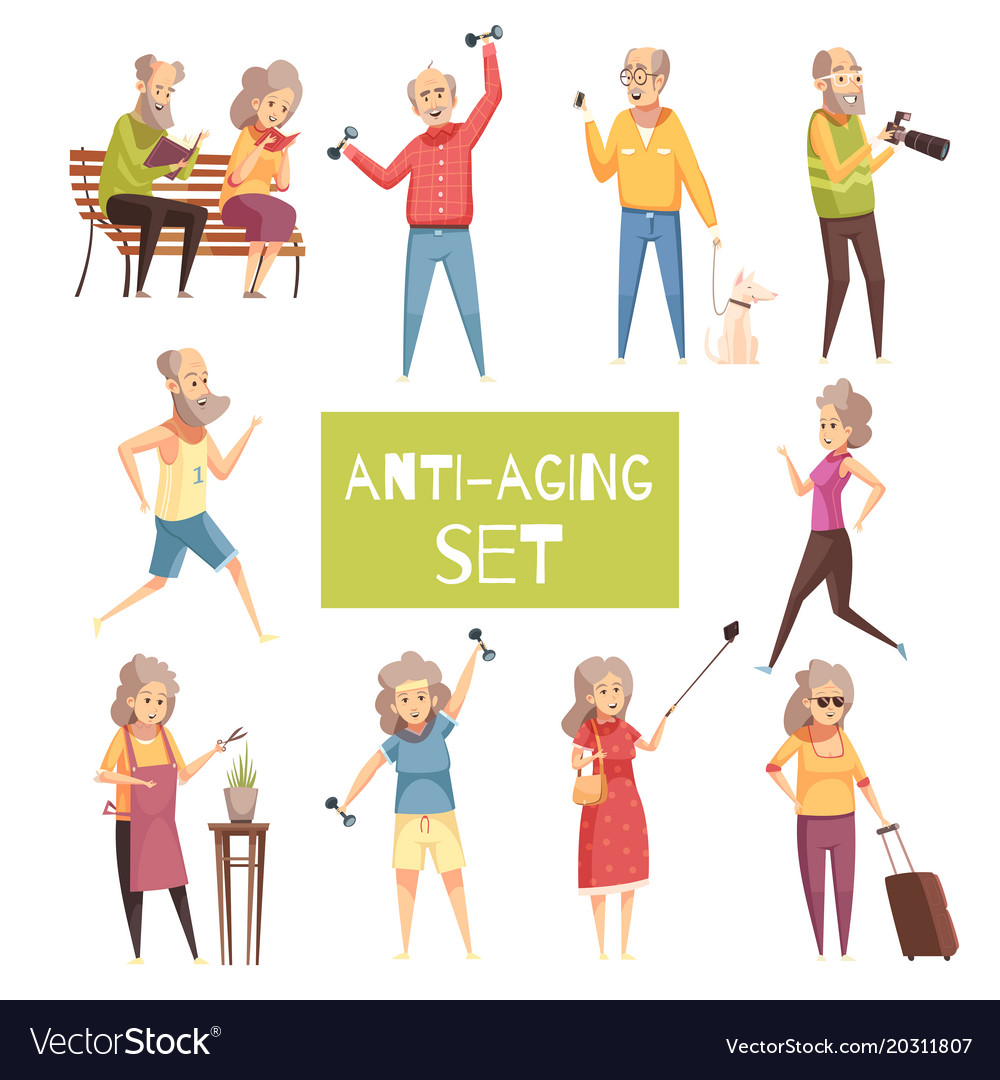 1
ANTI-AGING
SET
VectorStock®
VectorStock.com/20311807